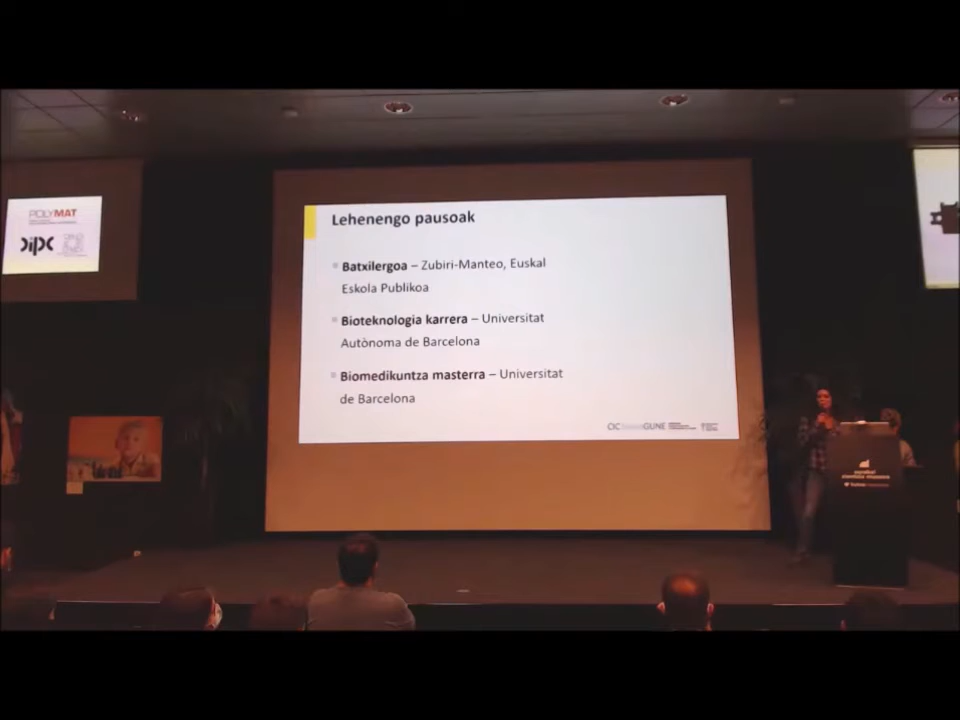 POLYMAT
dipc
Lehenengo pausoak
Batxilergoa – Zubiri-Manteo, Euskal
Eskola Publikoa
Bioteknologia karrera – Universitat
Autònoma de Barcelona
Biomedikuntza masterra – Universitat
de Barcelona